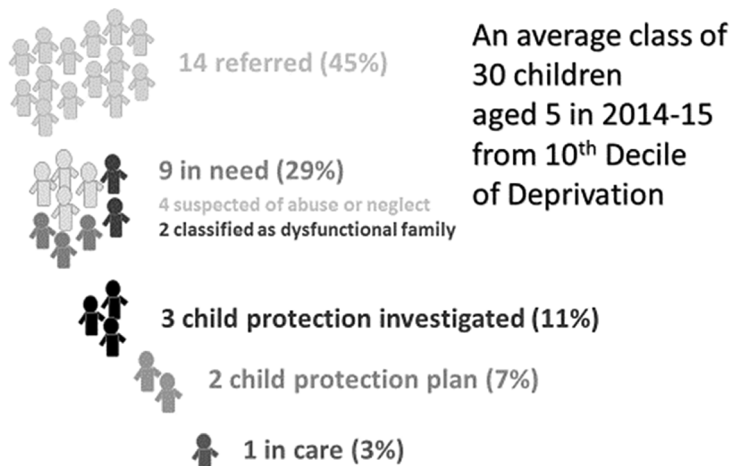 14 referred (45%)
An average class of
30 children
aged 5 in 2014-15
from 10th Decile
of Deprivation
9 in need (29%)
4 suspected of abuse or neglect
2 classified as dysfunctional family
3 child protection investigated (11%)
2 child protection plan (7%)
1 in care (3%)